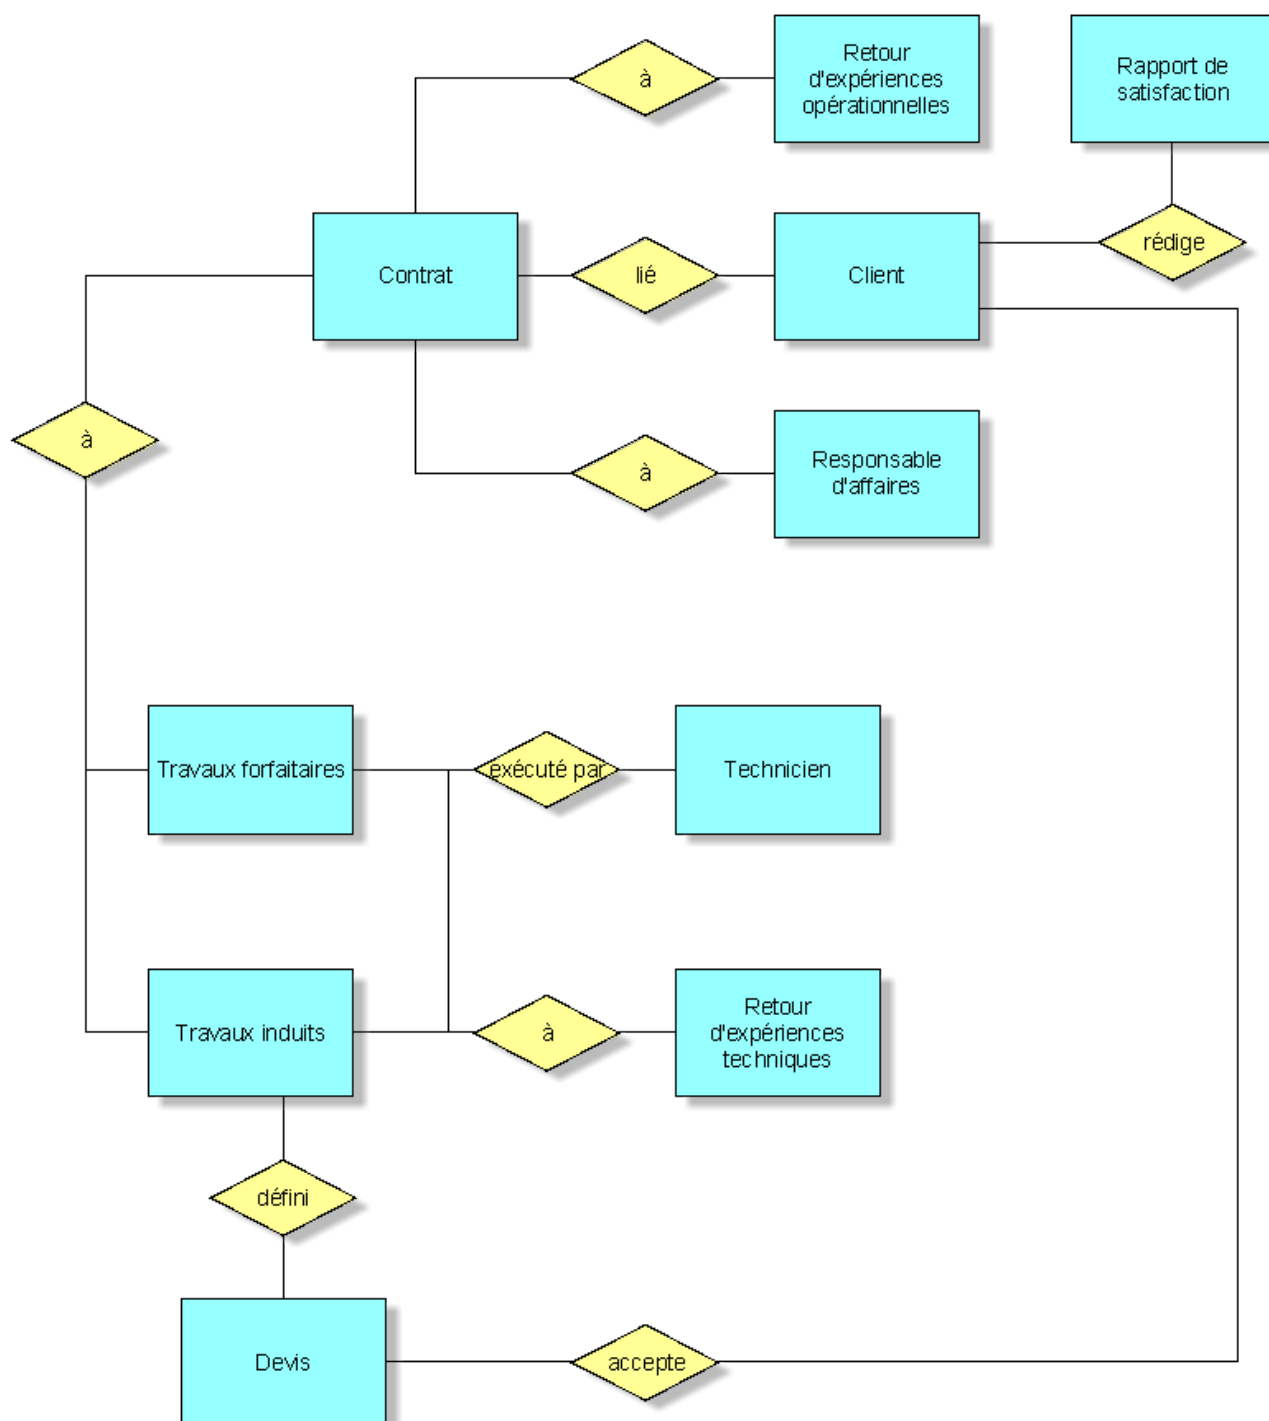 à
Retour
d'expériences
opérationnelles
Rapport de
satisfaction
Contrat
lié
Client
rédige
à
à
Responsable
d'affaires
Travaux forfaitaires
exécuté par
Technicien
Travaux induits
à
Retour
d'expériences
techniques
défini
Devis
accepte